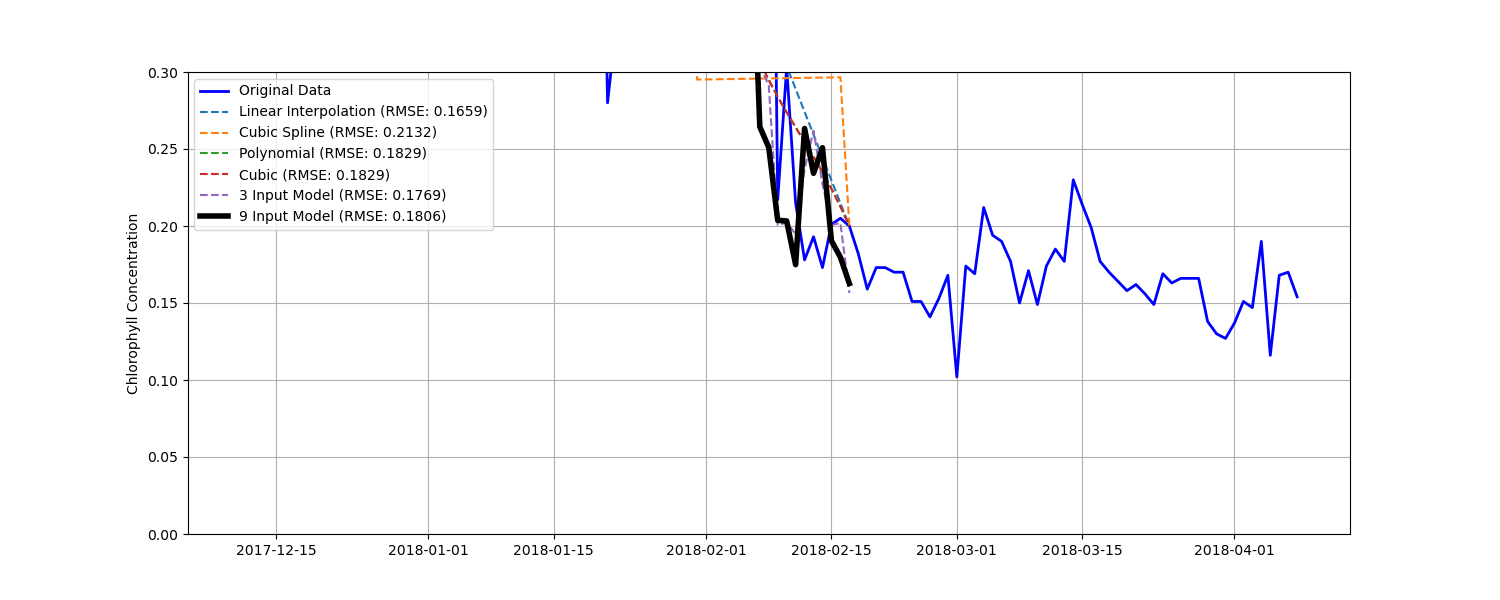 Original Data
Linear Interpolation (RMSE: 0.1659)
Cubic Spline (RMSE: 0.2132)
Polynomial (RMSE: 0.1829)
Cubic (RMSE: 0.1829)
3 Input Model (RMSE: 0.1769)
9 Input Model (RMSE: 0.1806)
Chlorophyll Concentration
0.30
0.25
0.20
0.15
0.10
0.05
0.00
2017-12-15 2018-01-01 2018-01-15 2018-02-01 2018-02-15 2018-03-01 2018-03-15 2018-04-01